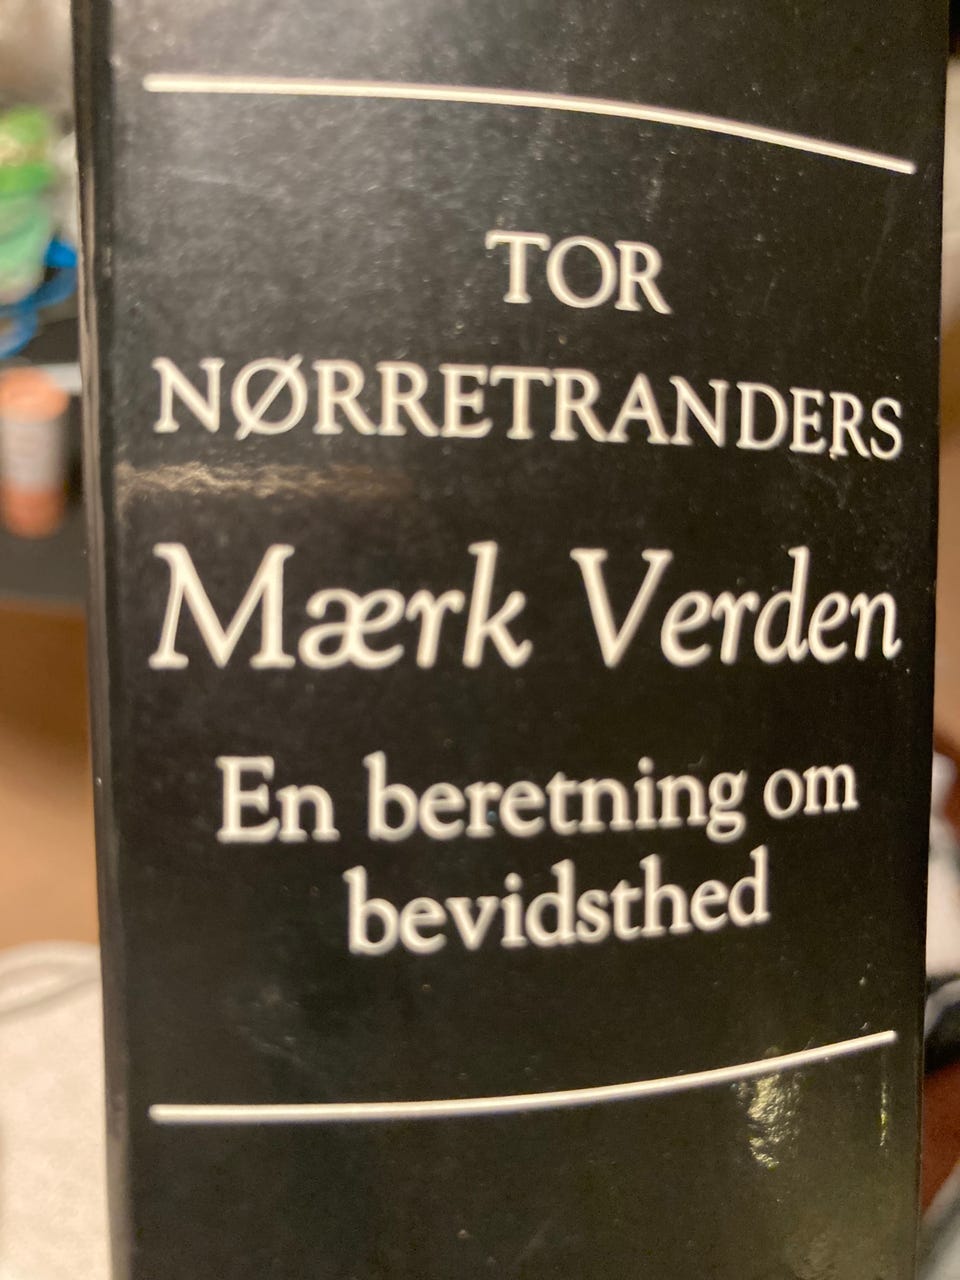 TOR
NØRRETRANDERS
Mærk Verden
En beretning om
bevidsthed